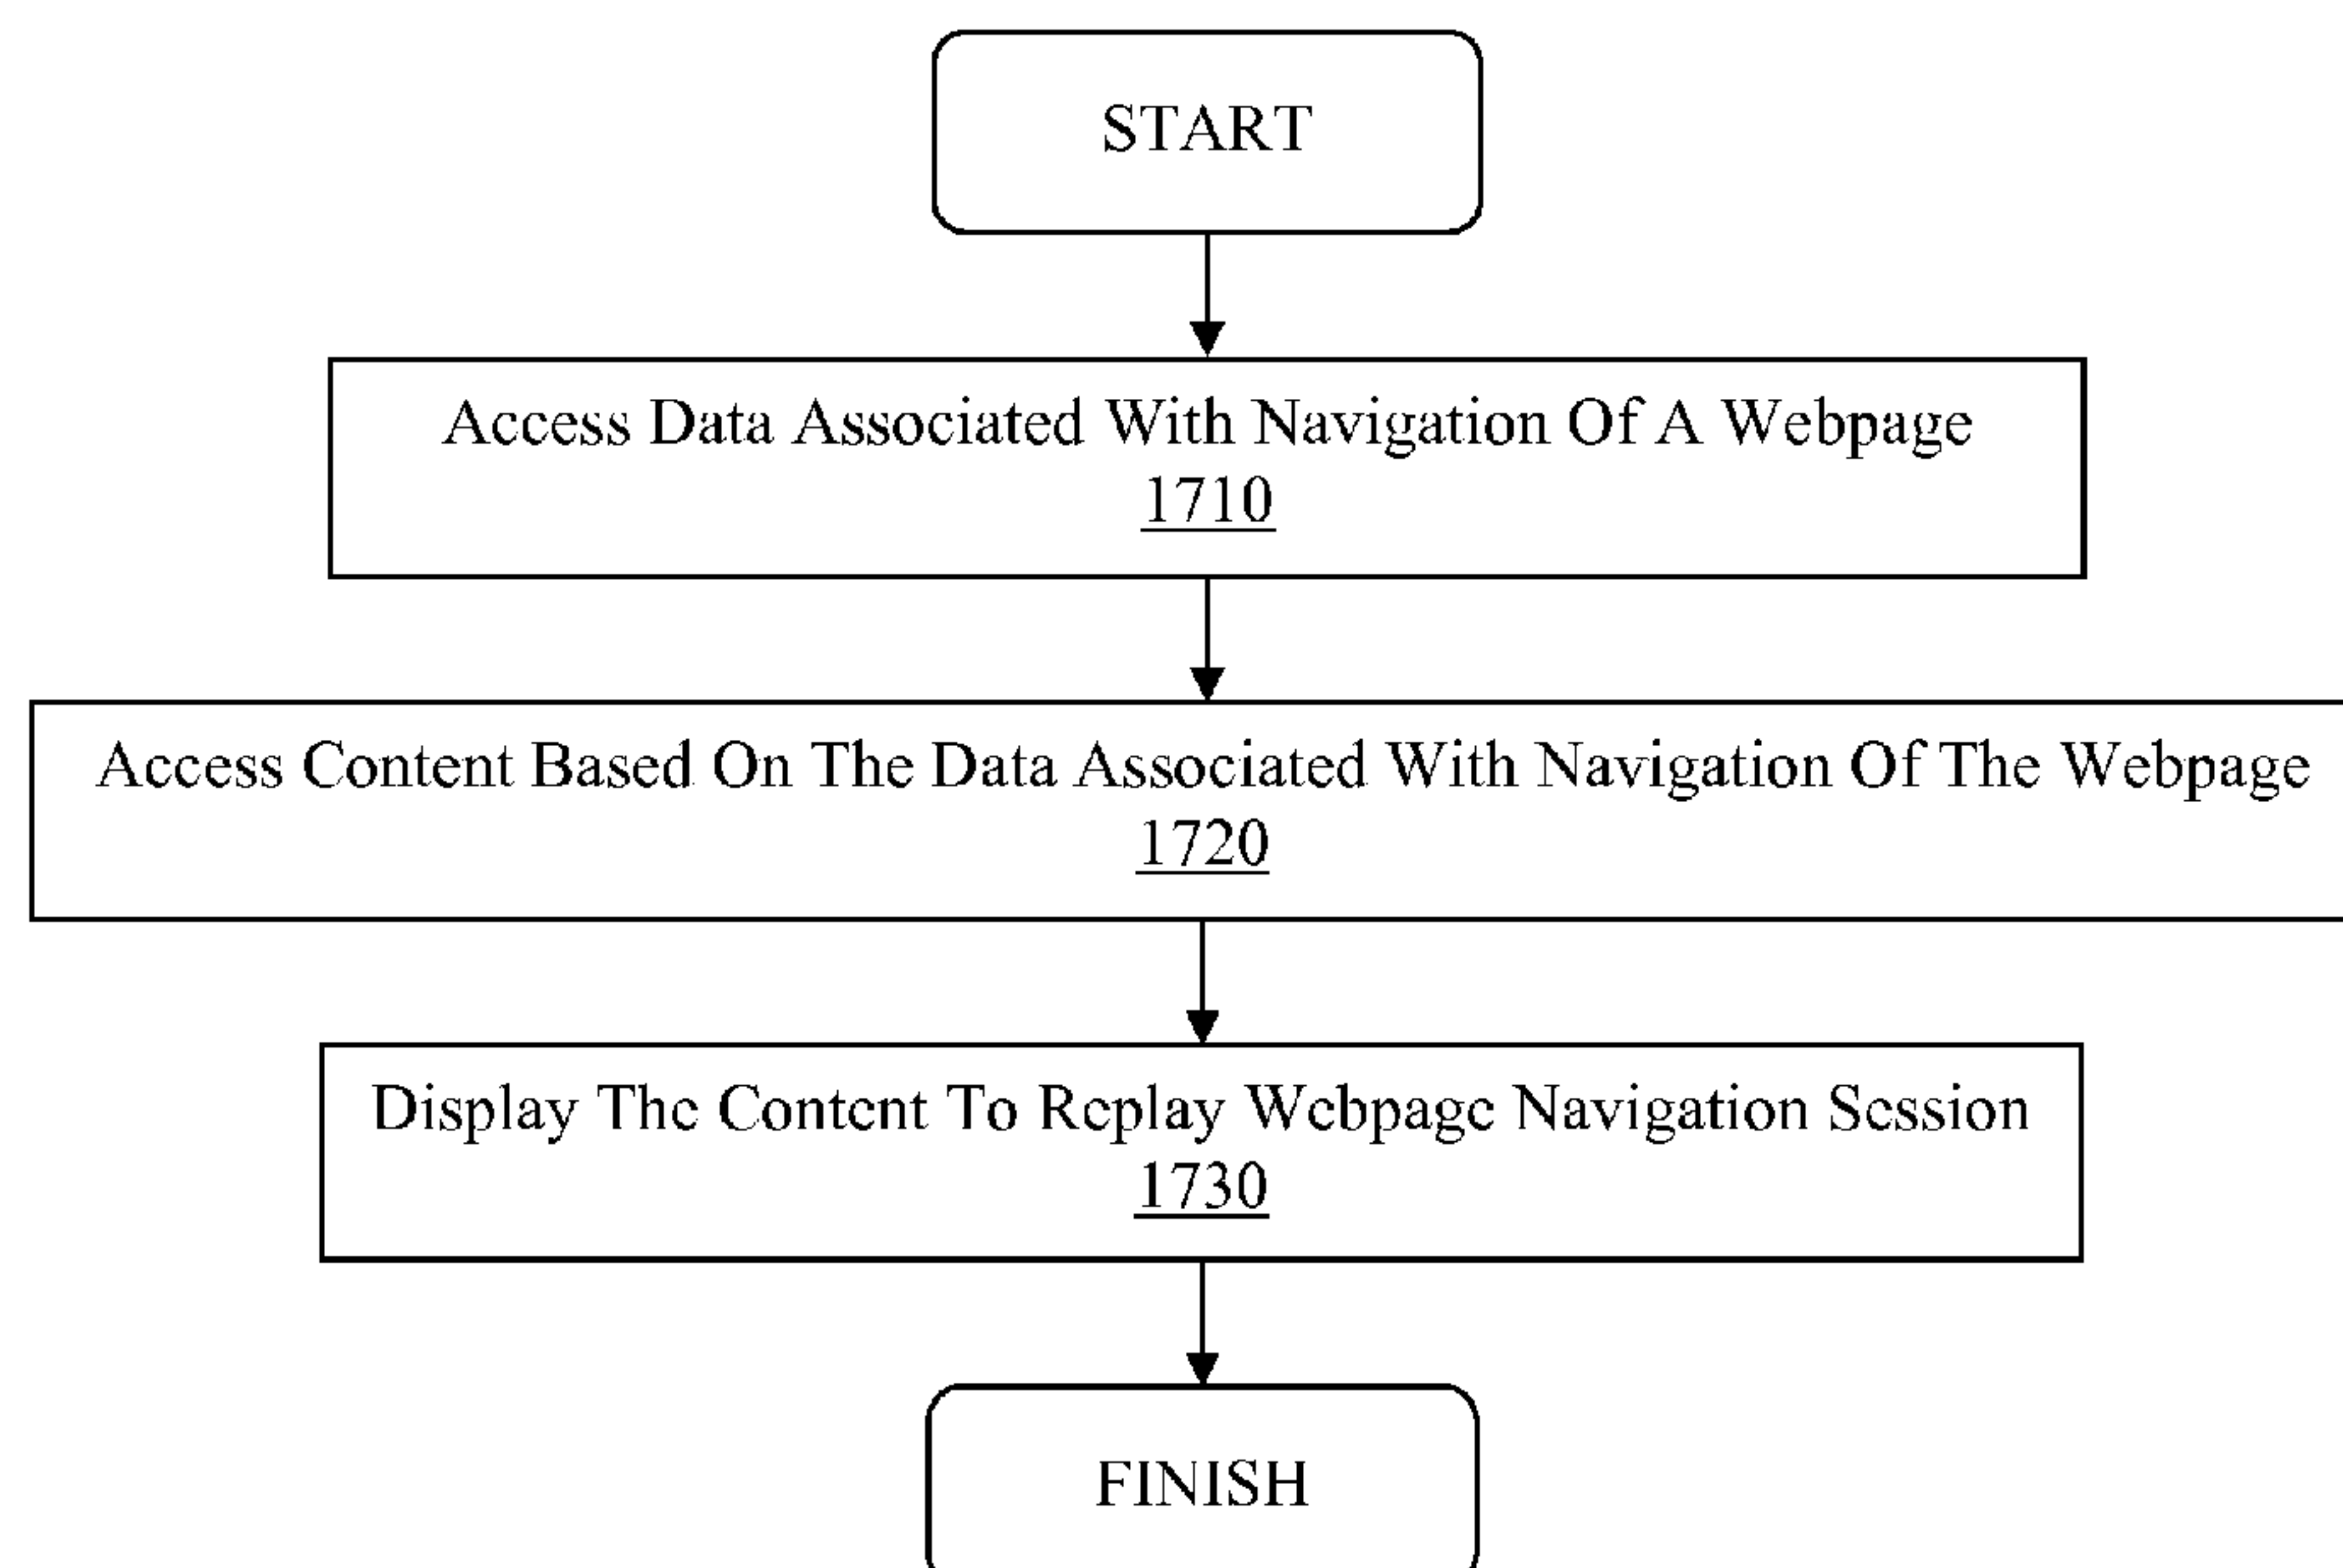 START
Access Data Associated With Navigation Of A Webpage
1710
Access Content Based On The Data Associated With Navigation Of The Webpage
1720
Display The Content To Replay Webpage Navigation Session
1730
FINISH